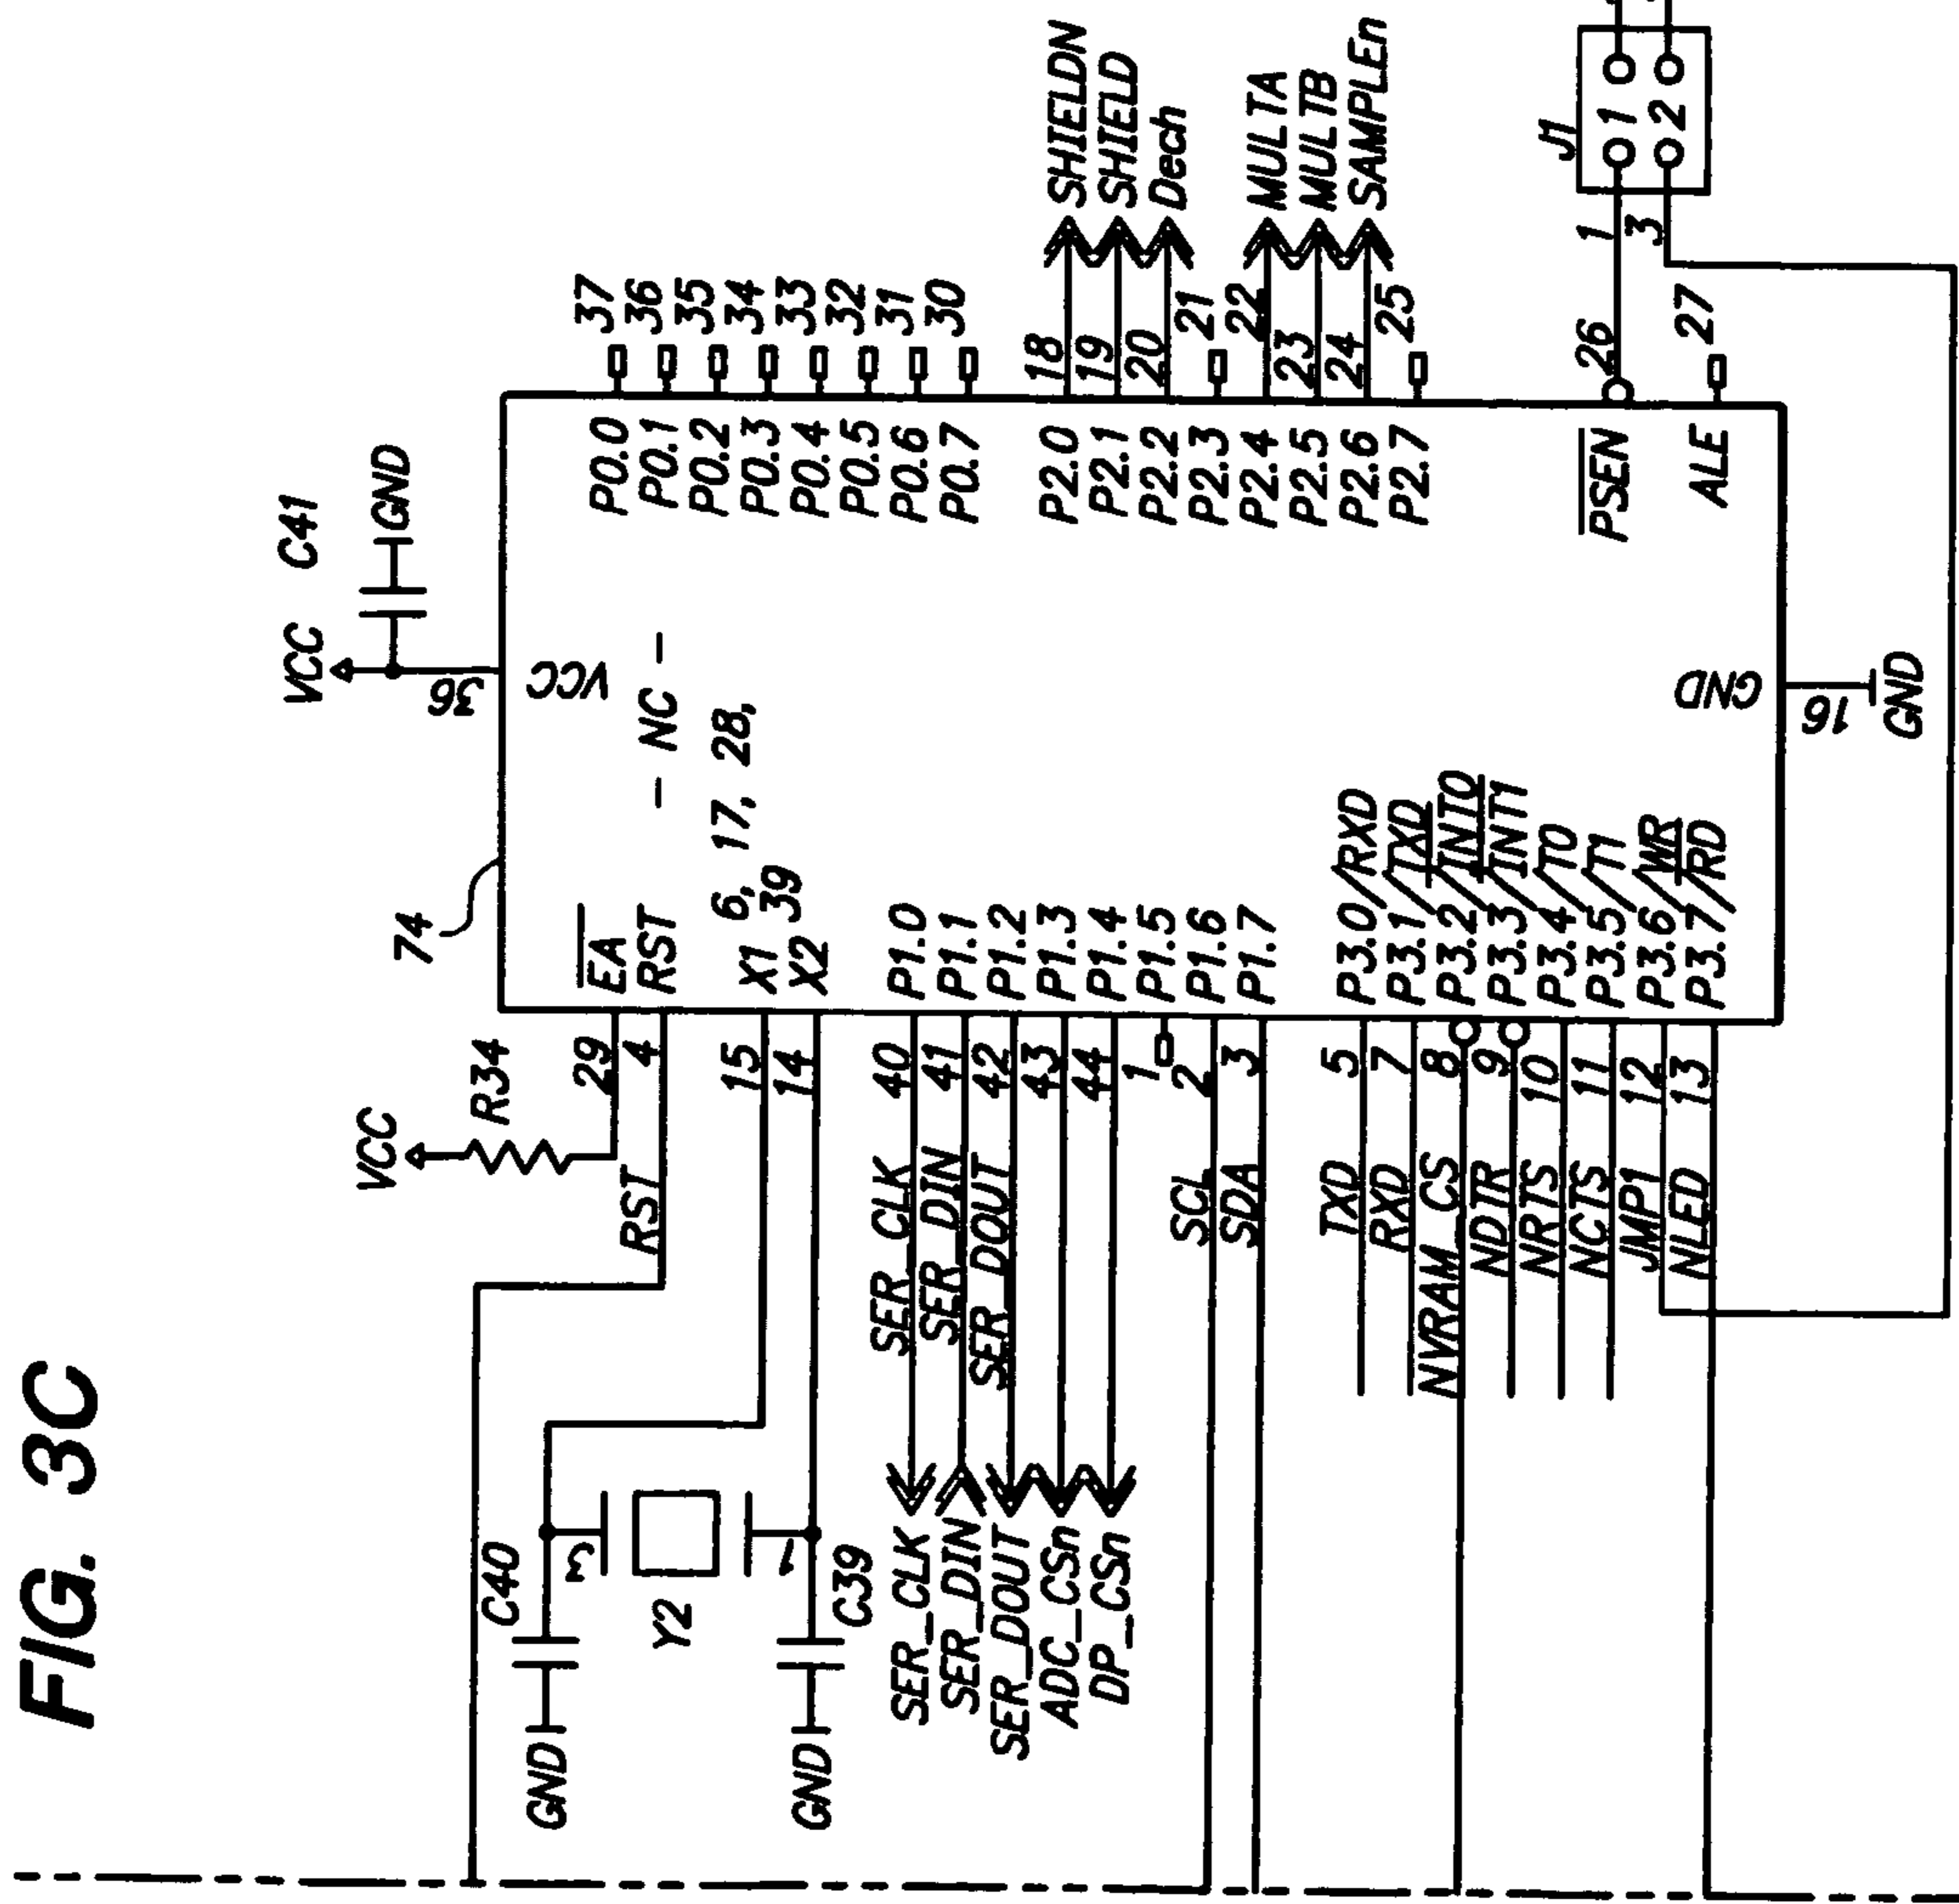 FIG. 3C
VCC
C41
GND
36
VCC
74
VCC
R34
29
EA
4
RST
RST
- NC -
6, 17, 28,
39
15
X1
14
X2
C40
GND
3
Y2
1
C39
GND
P0.0
37
P0.1
36
P0.2
35
P0.3
34
P0.4
33
P0.5
32
P0.6
31
P0.7
30
SER_CLK
SER_CLK
40
P1.0
SER_DIN
SER_DIN
41
P1.1
SER_DOUT
SER_DOUT
42
P1.2
ADC_CSn
43
P1.3
DP_CSn
44
P1.4
1
P1.5
SCL
2
P1.6
SDA
3
P1.7
P2.0
18
SHIELDN
P2.1
19
SHIELD
P2.2
20
Dech
P2.3
21
P2.4
22
MULTA
P2.5
23
MULTB
P2.6
24
SAMPLEn
P2.7
25
TXD
5
P3.0/RXD
RXD
7
P3.1/TXD
NVRAM CS
8
P3.2/INT0
NDTR
9
P3.3/INT1
NRTS
10
P3.4/T0
NCTS
11
P3.5/T1
JMP1
12
P3.6/WR
NLED
13
P3.7/RD
PSEN
26
ALE
27
J1
1
1
3
2
GND
16
GND